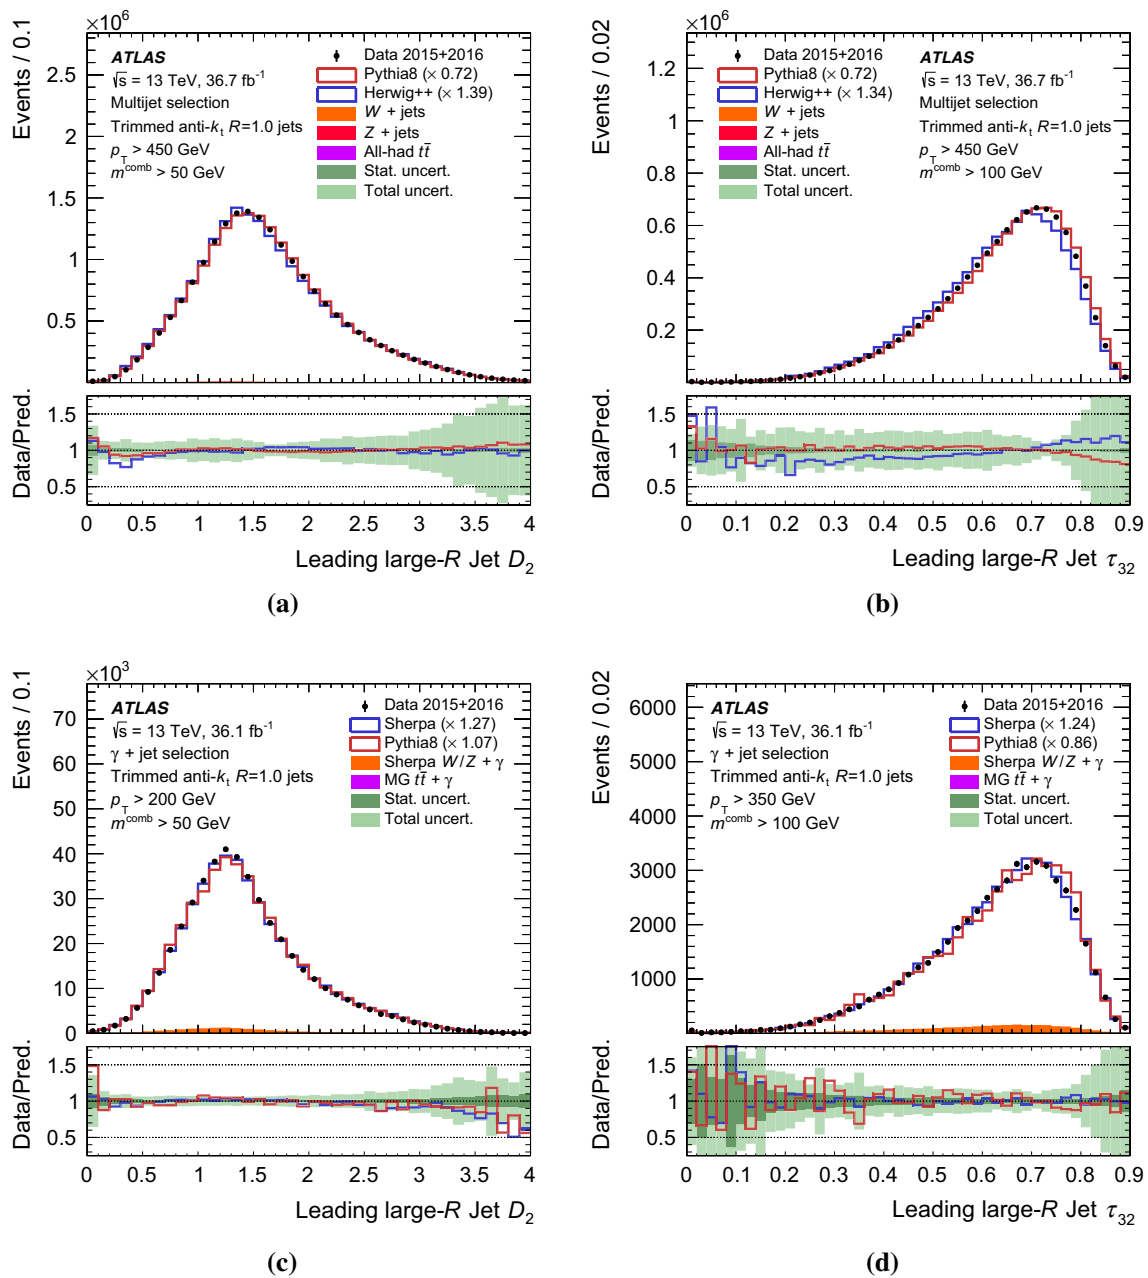 ×10⁶
Events / 0.1
ATLAS
√s = 13 TeV, 36.7 fb⁻¹
Multijet selection
Trimmed anti-kₜ R=1.0 jets
p_T > 450 GeV
m^comb > 50 GeV
Data 2015+2016
Pythia8 (× 0.72)
Herwig++ (× 1.39)
W + jets
Z + jets
All-had tt̄
Stat. uncert.
Total uncert.
2.5
2
1.5
1
0.5
Data/Pred.
1.5
1
0.5
0 0.5 1 1.5 2 2.5 3 3.5 4
Leading large-R Jet D₂
(a)
×10⁶
Events / 0.02
Data 2015+2016
Pythia8 (× 0.72)
Herwig++ (× 1.34)
W + jets
Z + jets
All-had tt̄
Stat. uncert.
Total uncert.
ATLAS
√s = 13 TeV, 36.7 fb⁻¹
Multijet selection
Trimmed anti-kₜ R=1.0 jets
p_T > 450 GeV
m^comb > 100 GeV
1.2
1
0.8
0.6
0.4
0.2
Data/Pred.
1.5
1
0.5
0 0.1 0.2 0.3 0.4 0.5 0.6 0.7 0.8 0.9
Leading large-R Jet τ₃₂
(b)
×10³
Events / 0.1
ATLAS
√s = 13 TeV, 36.1 fb⁻¹
γ + jet selection
Trimmed anti-kₜ R=1.0 jets
p_T > 200 GeV
m^comb > 50 GeV
Data 2015+2016
Sherpa (× 1.27)
Pythia8 (× 1.07)
Sherpa W/Z + γ
MG tt̄ + γ
Stat. uncert.
Total uncert.
70
60
50
40
30
20
10
0
Data/Pred.
1.5
1
0.5
0 0.5 1 1.5 2 2.5 3 3.5 4
Leading large-R Jet D₂
(c)
Events / 0.02
ATLAS
√s = 13 TeV, 36.1 fb⁻¹
γ + jet selection
Trimmed anti-kₜ R=1.0 jets
p_T > 350 GeV
m^comb > 100 GeV
Data 2015+2016
Sherpa (× 1.24)
Pythia8 (× 0.86)
Sherpa W/Z + γ
MG tt̄ + γ
Stat. uncert.
Total uncert.
6000
5000
4000
3000
2000
1000
Data/Pred.
1.5
1
0.5
0 0.1 0.2 0.3 0.4 0.5 0.6 0.7 0.8 0.9
Leading large-R Jet τ₃₂
(d)